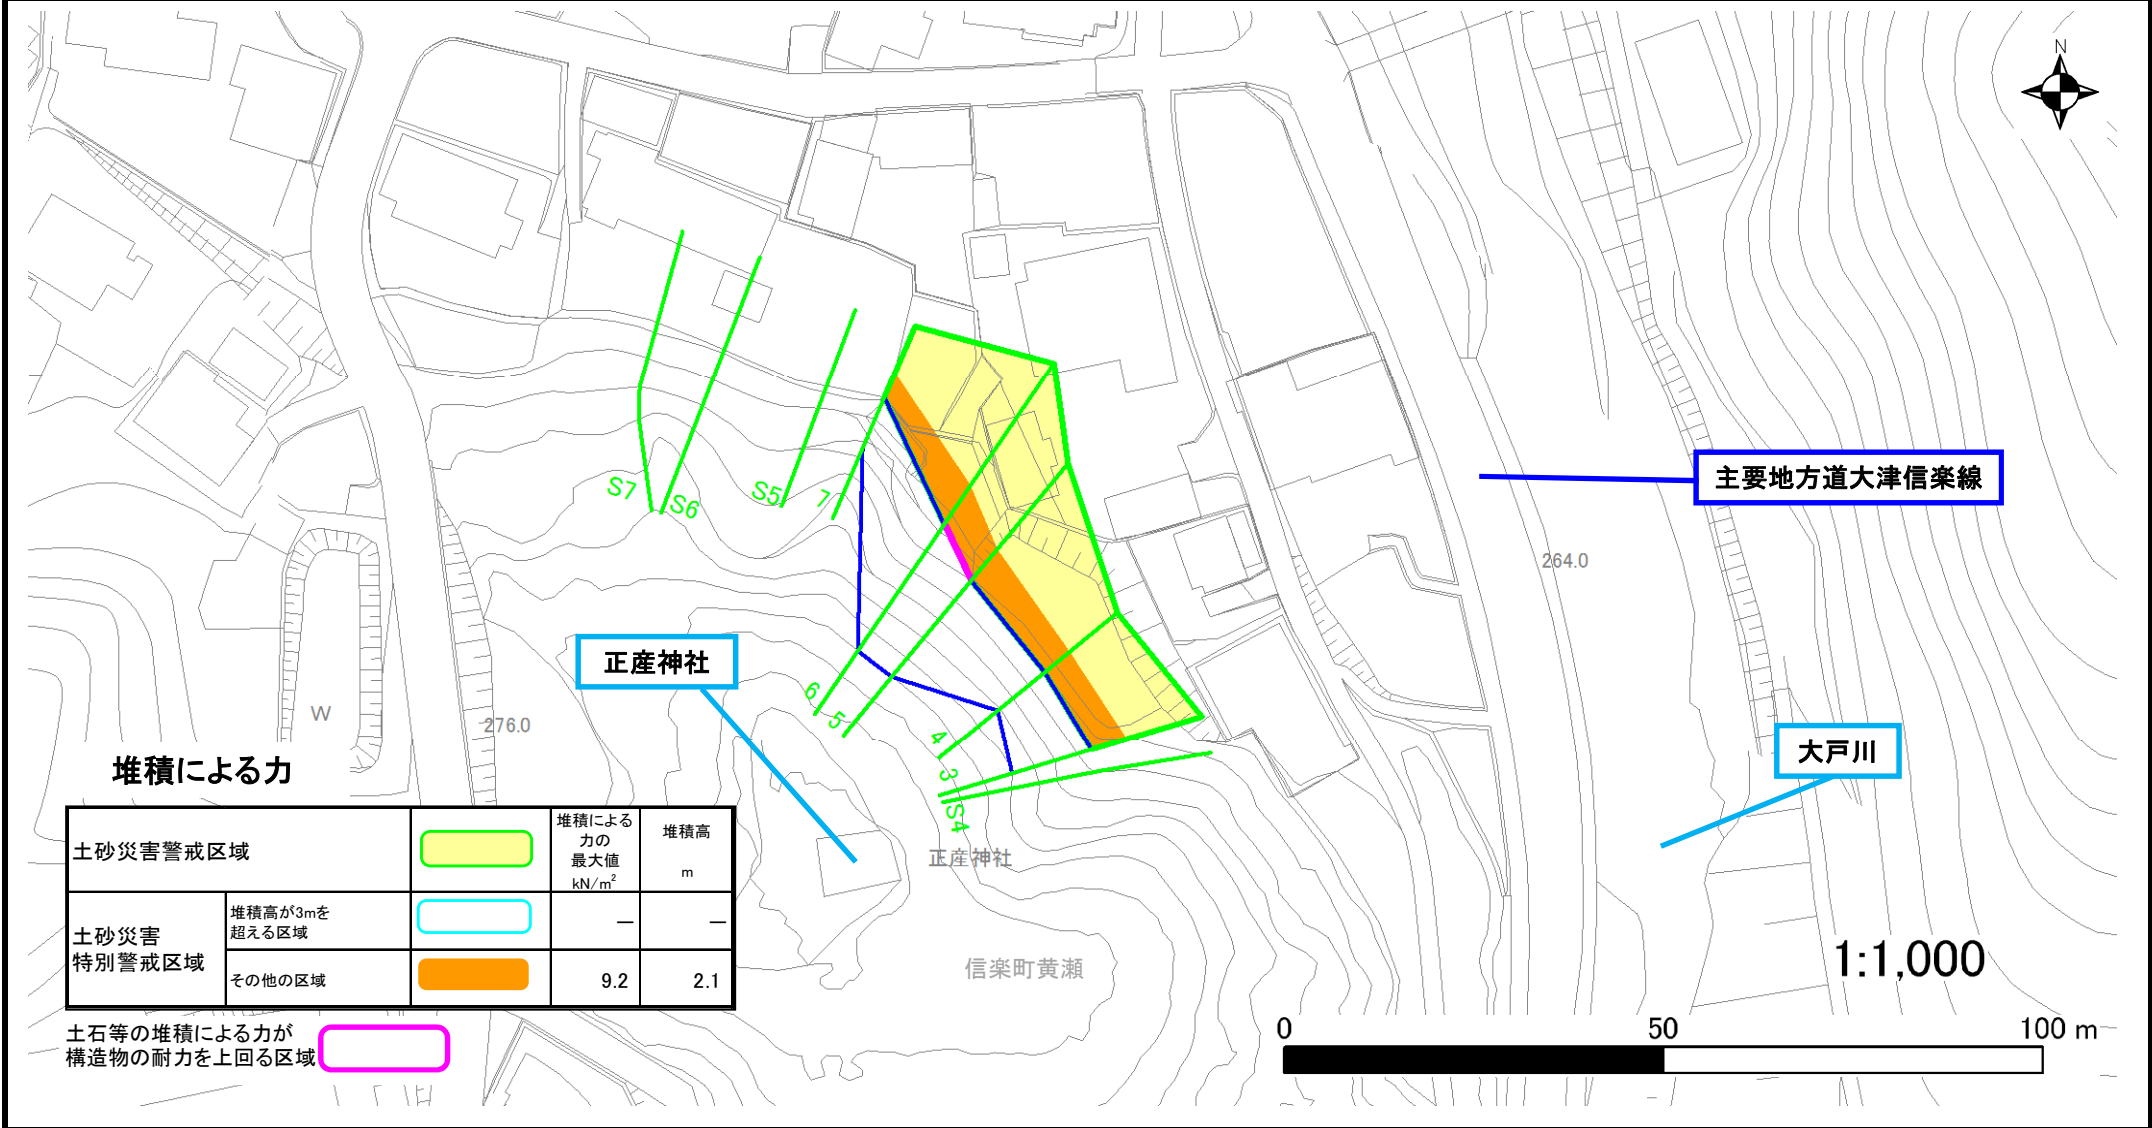 N
主要地方道大津信楽線
264.0
S7
S6
S5
7
正産神社
6
5
4
3
S4
W
276.0
大戸川
正産神社
信楽町黄瀬
堆積による力
土砂災害警戒区域
堆積による
力の
最大値
kN/m²
堆積高
m
土砂災害
特別警戒区域
堆積高が3mを
超える区域
—
—
その他の区域
9.2
2.1
土石等の堆積による力が
構造物の耐力を上回る区域
1:1,000
0
50
100 m